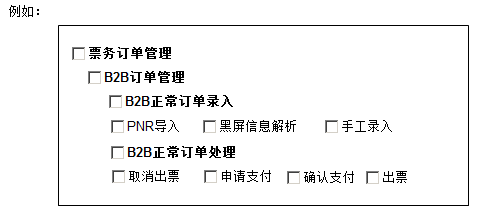 例如：
票务订单管理
B2B订单管理
B2B正常订单录入
PNR导入 黑屏信息解析 手工录入
B2B正常订单处理
取消出票 申请支付 确认支付 出票